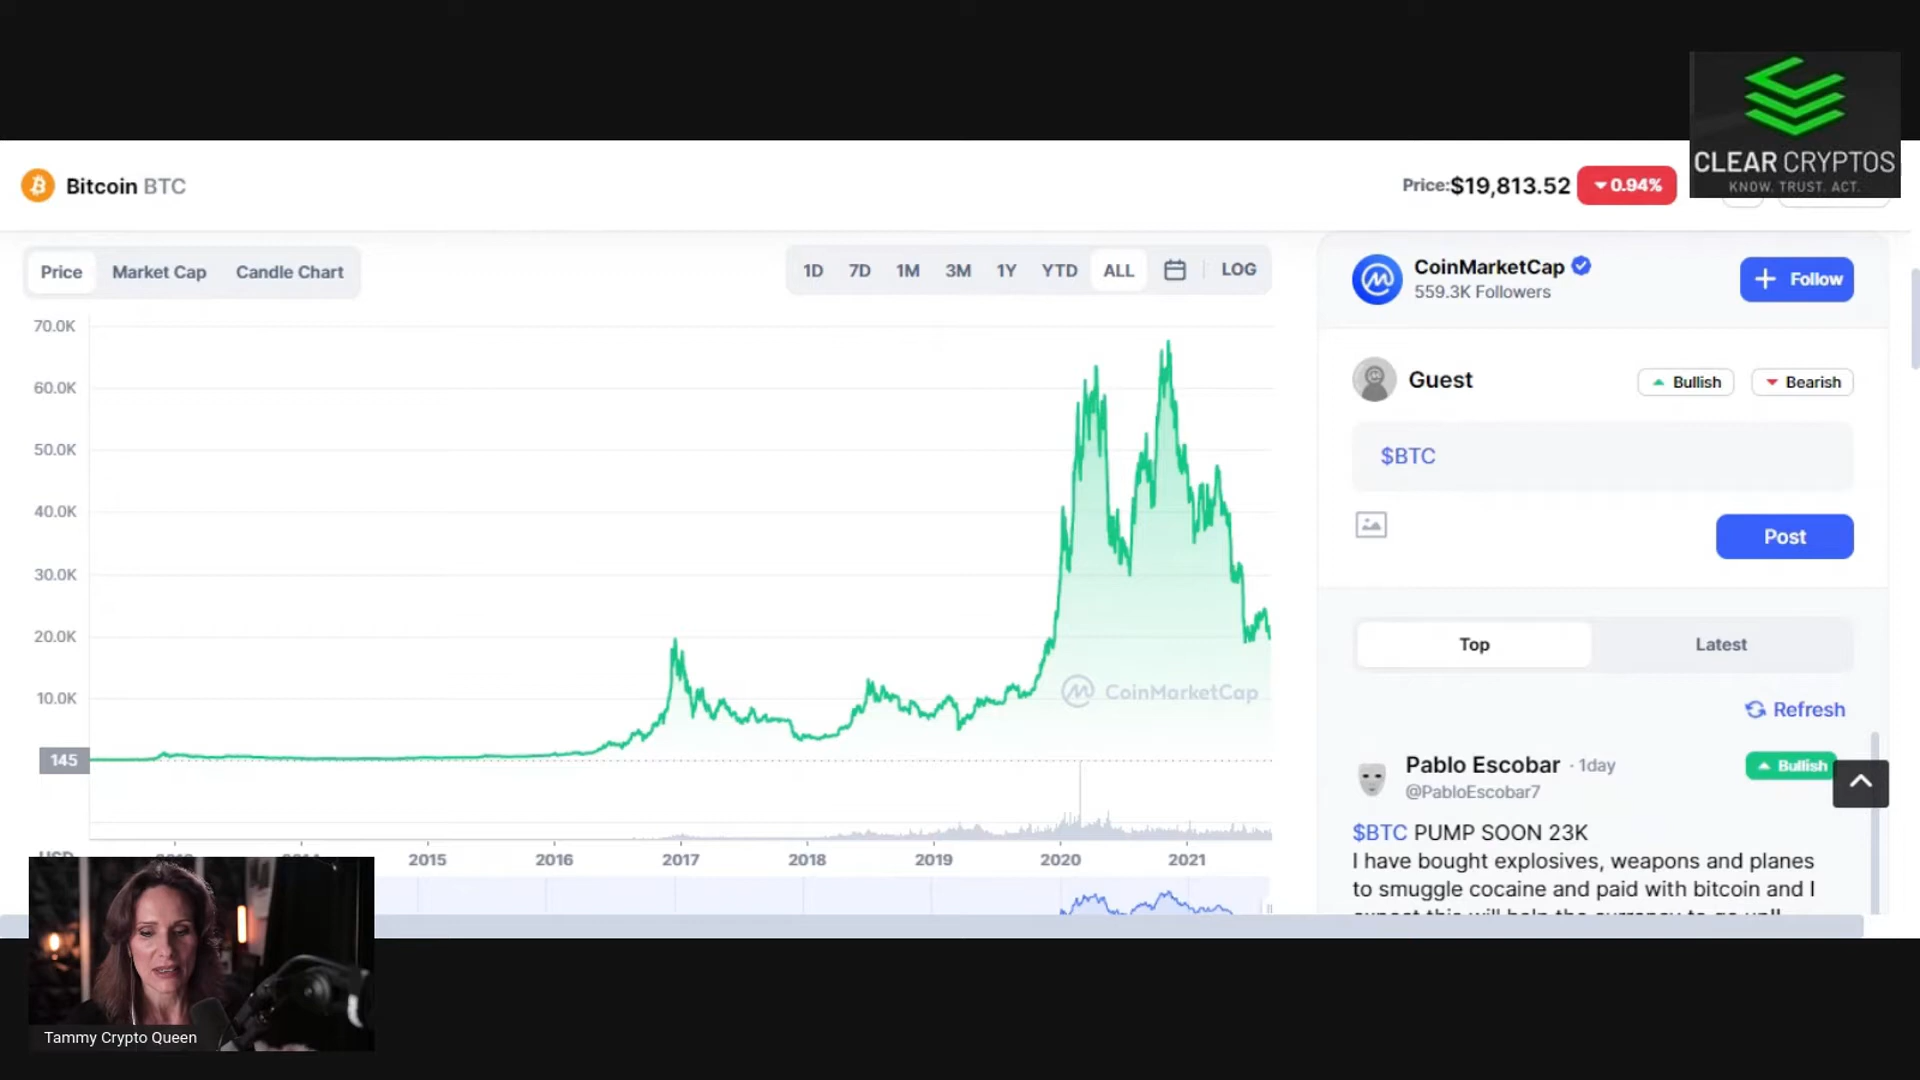 CLEAR CRYPTOS
KNOW. TRUST. ACT.
Bitcoin BTC
Price:$19,813.52
0.94%
Price
Market Cap
Candle Chart
1D
7D
1M
3M
1Y
YTD
ALL
LOG
70.0K
60.0K
50.0K
40.0K
30.0K
20.0K
10.0K
145
CoinMarketCap
2015
2016
2017
2018
2019
2020
2021
CoinMarketCap
559.3K Followers
Follow
Guest
Bullish
Bearish
$BTC
Post
Top
Latest
Refresh
Pablo Escobar · 1day
@PabloEscobar7
Bullish
$BTC PUMP SOON 23K
I have bought explosives, weapons and planes
to smuggle cocaine and paid with bitcoin and I
Tammy Crypto Queen